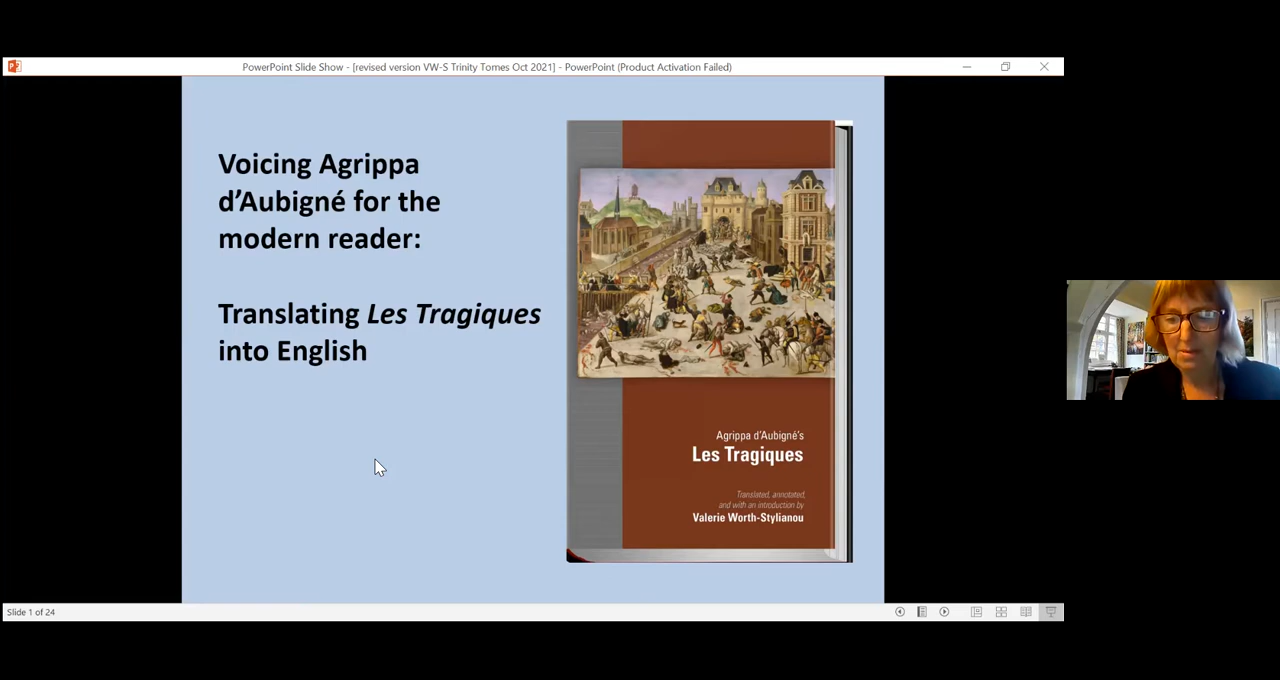 PowerPoint Slide Show - [revised version VW-S Trinity Tomes Oct 2021] - PowerPoint (Product Activation Failed)
Voicing Agrippa
d’Aubigné for the
modern reader:
Translating Les Tragiques
into English
Agrippa d’Aubigné’s
Les Tragiques
Translated, annotated,
and with an introduction by
Valerie Worth-Stylianou
Slide 1 of 24